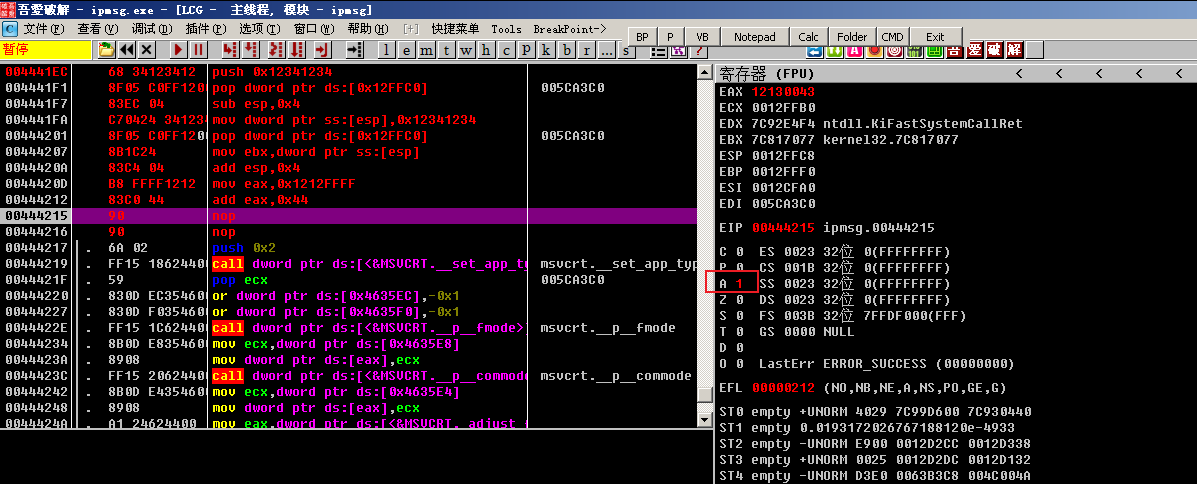 吾愛破解 - ipmsg.exe - [LCG - 主线程, 模块 - ipmsg]
C 文件(F) 查看(V) 调试(D) 插件(P) 选项(T) 窗口(W) 帮助(H) [+] 快捷菜单 Tools BreakPoint->
BP P VB Notepad Calc Folder CMD Exit
暂停 l e m t w h c p k b r ... s ? 吾 愛 破 解
寄存器 (FPU) < < < < <
004441EC 68 34123412 push 0x12341234
004441F1 8F05 C0FF1200 pop dword ptr ds:[0x12FFC0] 005CA3C0
004441F7 83EC 04 sub esp,0x4
004441FA C70424 341234 mov dword ptr ss:[esp],0x12341234
00444201 8F05 C0FF1200 pop dword ptr ds:[0x12FFC0] 005CA3C0
00444207 8B1C24 mov ebx,dword ptr ss:[esp]
0044420A 83C4 04 add esp,0x4
0044420D B8 FFFF1212 mov eax,0x1212FFFF
00444212 83C0 44 add eax,0x44
00444215 90 nop
00444216 90 nop
00444217 . 6A 02 push 0x2
00444219 . FF15 18624400 call dword ptr ds:[<&MSVCRT.__set_app_ty msvcrt.__set_app_typ
0044421F . 59 pop ecx 005CA3C0
00444220 . 830D EC354600 or dword ptr ds:[0x4635EC],-0x1
00444227 . 830D F0354600 or dword ptr ds:[0x4635F0],-0x1
0044422E . FF15 1C624400 call dword ptr ds:[<&MSVCRT.__p__fmode> msvcrt.__p__fmode
00444234 . 8B0D E8354600 mov ecx,dword ptr ds:[0x4635E8]
0044423A . 8908 mov dword ptr ds:[eax],ecx
0044423C . FF15 20624400 call dword ptr ds:[<&MSVCRT.__p__commode msvcrt.__p__commode
00444242 . 8B0D E4354600 mov ecx,dword ptr ds:[0x4635E4]
00444248 . 8908 mov dword ptr ds:[eax],ecx
0044424A . A1 24624400 mov eax,dword ptr ds:[<&MSVCRT._adjust_
EAX 12130043
ECX 0012FFB0
EDX 7C92E4F4 ntdll.KiFastSystemCallRet
EBX 7C817077 kernel32.7C817077
ESP 0012FFC8
EBP 0012FFF0
ESI 0012CFA0
EDI 005CA3C0
EIP 00444215 ipmsg.00444215
C 0 ES 0023 32位 0(FFFFFFFF)
0 CS 001B 32位 0(FFFFFFFF)
A 1 SS 0023 32位 0(FFFFFFFF)
Z 0 DS 0023 32位 0(FFFFFFFF)
S 0 FS 003B 32位 7FFDF000(FFF)
T 0 GS 0000 NULL
D 0
O 0 LastErr ERROR_SUCCESS (00000000)
EFL 00000212 (NO,NB,NE,A,NS,PO,GE,G)
ST0 empty +UNORM 4029 7C99D600 7C930440
ST1 empty 0.0193172026767188120e-4933
ST2 empty -UNORM E900 0012D2CC 0012D338
ST3 empty +UNORM 0025 0012D2DC 0012D132
ST4 empty -UNORM D3E0 0063B3C8 004C004A